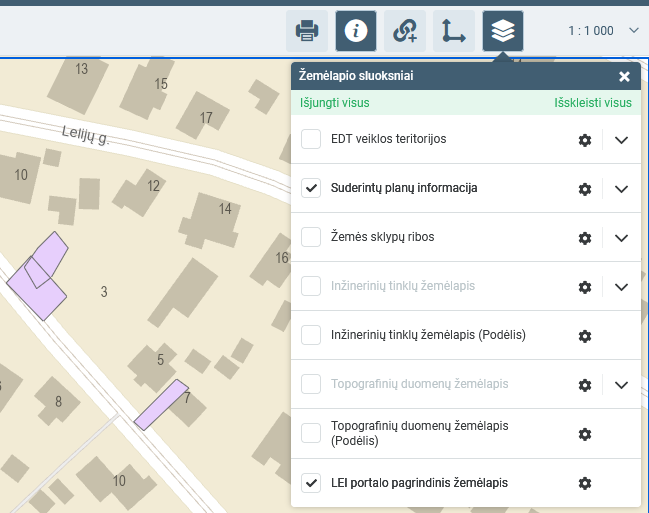 1 : 1 000
Žemėlapio sluoksniai
Išjungti visus
Išskleisti visus
EDT veiklos teritorijos
Suderintų planų informacija
Žemės sklypų ribos
Inžinerinių tinklų žemėlapis
Inžinerinių tinklų žemėlapis (Podėlis)
Topografinių duomenų žemėlapis
Topografinių duomenų žemėlapis
(Podėlis)
LEI portalo pagrindinis žemėlapis
13
15
17
Lelijų g.
10
12
14
16
3
5
7
8
10